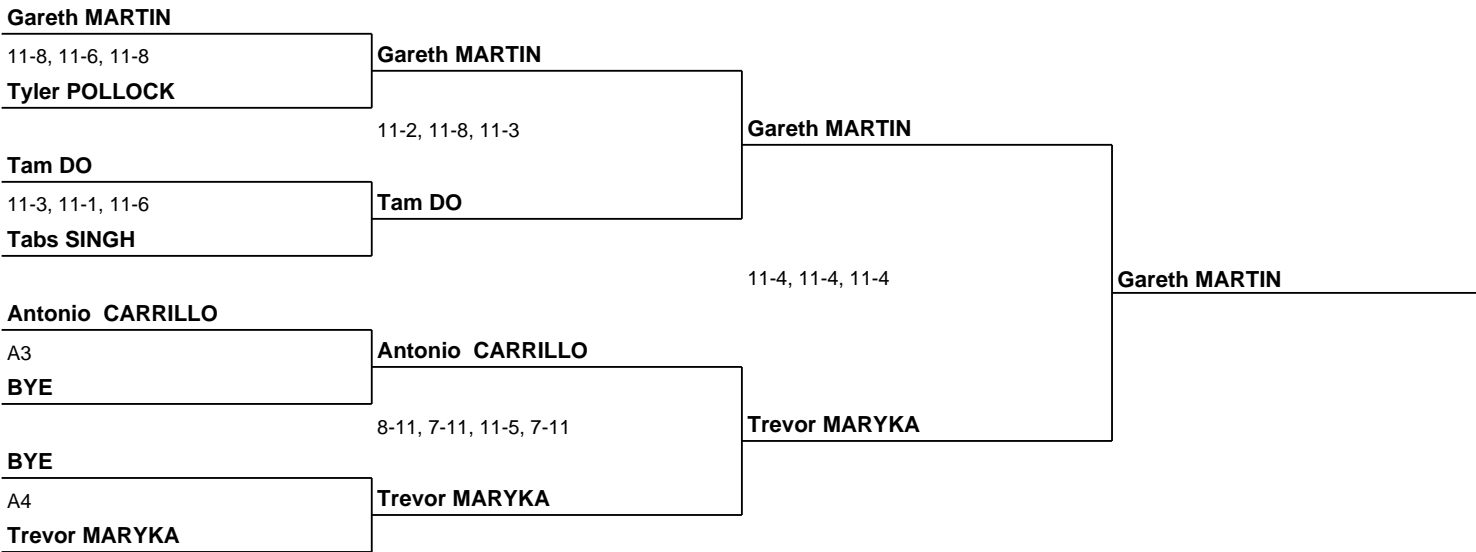 Gareth MARTIN
11-8, 11-6, 11-8
Tyler POLLOCK
Tam DO
11-3, 11-1, 11-6
Tabs SINGH
Antonio  CARRILLO
A3
BYE
BYE
A4
Trevor MARYKA
Gareth MARTIN
11-2, 11-8, 11-3
Tam DO
Antonio  CARRILLO
8-11, 7-11, 11-5, 7-11
Trevor MARYKA
Gareth MARTIN
11-4, 11-4, 11-4
Trevor MARYKA
Gareth MARTIN